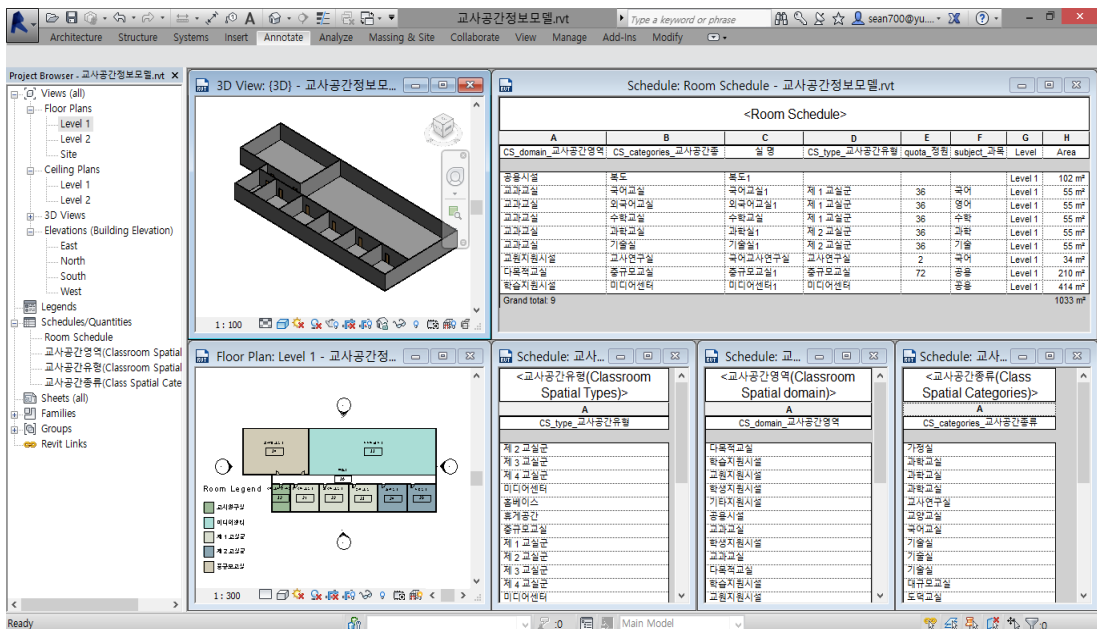 교사공간정보모델.rvt
Type a keyword or phrase
sean700@yu....
Architecture Structure Systems Insert Annotate Analyze Massing & Site Collaborate View Manage Add-Ins Modify
Project Browser - 교사공간정보모델.rvt
Views (all)
Floor Plans
Level 1
Level 2
Site
Ceiling Plans
Level 1
Level 2
3D Views
Elevations (Building Elevation)
East
North
South
West
Legends
Schedules/Quantities
Room Schedule
교사공간영역(Classroom Spatial
교사공간유형(Classroom Spatial
교사공간종류(Class Spatial Cate
Sheets (all)
Families
Groups
Revit Links
3D View: {3D} - 교사공간정보모...
1 : 100
Schedule: Room Schedule - 교사공간정보모델.rvt
<Room Schedule>
A B C D E F G H
CS_domain_교사공간영역 CS_categories_교사공간종 실 명 CS_type_교사공간유형 quota_정원 subject_과목 Level Area
공용시설 복도 복도1 Level 1 102 m²
교과교실 국어교실 국어교실1 제 1 교실군 36 국어 Level 1 55 m²
교과교실 외국어교실 외국어교실1 제 1 교실군 36 영어 Level 1 55 m²
교과교실 수학교실 수학교실 제 1 교실군 36 수학 Level 1 55 m²
교과교실 과학교실 과학실1 제 2 교실군 36 과학 Level 1 55 m²
교과교실 기술실 기술실1 제 2 교실군 36 기술 Level 1 55 m²
교원지원시설 교사연구실 국어교사연구실 교사연구실 2 국어 Level 1 34 m²
다목적교실 중규모교실 중규모교실1 중규모교실 72 공용 Level 1 210 m²
학습지원시설 미디어센터 미디어센터1 미디어센터 공용 Level 1 414 m²
Grand total: 9 1033 m²
Floor Plan: Level 1 - 교사공간정...
Room Legend
교사연구실
미디어센터
제 1 교실군
제 2 교실군
중규모교실
1 : 300
Schedule: 교사...
<교사공간유형(Classroom
Spatial Types)>
A
CS_type_교사공간유형
제 2 교실군
제 3 교실군
제 4 교실군
미디어센터
홈베이스
휴게공간
중규모교실
제 1 교실군
제 2 교실군
제 3 교실군
제 4 교실군
미디어센터
Schedule: 교...
<교사공간영역(Classroom
Spatial domain)>
A
CS_domain_교사공간영역
다목적교실
학습지원시설
교원지원시설
학생지원시설
기타지원시설
공용시설
교과교실
학생지원시설
교과교실
다목적교실
학습지원시설
교원지원시설
Schedule: 교사...
<교사공간종류(Class
Spatial Categories)>
A
CS_categories_교사공간종류
가정실
과학교실
과학교실
과학교실
교사연구실
교양교실
국어교실
기술실
기술실
기술실
대규모교실
도덕교실
Ready
:0
Main Model
:0